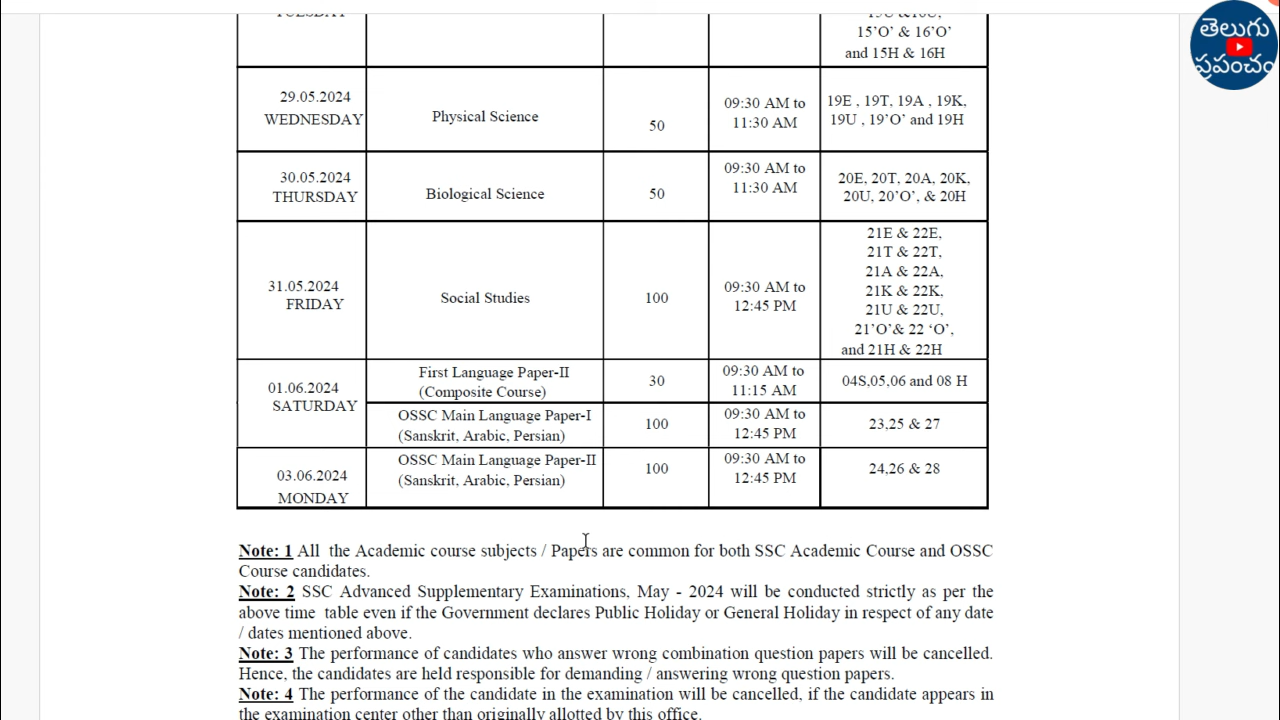 తెలుగు
ప్రపంచం
15'O' & 16'O'
and 15H & 16H
29.05.2024
WEDNESDAY
Physical Science
50
09:30 AM to
11:30 AM
19E , 19T, 19A , 19K,
19U , 19'O' and 19H
30.05.2024
THURSDAY
Biological Science
50
09:30 AM to
11:30 AM
20E, 20T, 20A, 20K,
20U, 20'O', & 20H
31.05.2024
FRIDAY
Social Studies
100
09:30 AM to
12:45 PM
21E & 22E,
21T & 22T,
21A & 22A,
21K & 22K,
21U & 22U,
21'O'& 22 'O',
and 21H & 22H
01.06.2024
SATURDAY
First Language Paper-II
(Composite Course)
30
09:30 AM to
11:15 AM
04S,05,06 and 08 H
OSSC Main Language Paper-I
(Sanskrit, Arabic, Persian)
100
09:30 AM to
12:45 PM
23,25 & 27
03.06.2024
MONDAY
OSSC Main Language Paper-II
(Sanskrit, Arabic, Persian)
100
09:30 AM to
12:45 PM
24,26 & 28
Note: 1 All the Academic course subjects / Papers are common for both SSC Academic Course and OSSC
Course candidates.
Note: 2 SSC Advanced Supplementary Examinations, May - 2024 will be conducted strictly as per the
above time table even if the Government declares Public Holiday or General Holiday in respect of any date
/ dates mentioned above.
Note: 3 The performance of candidates who answer wrong combination question papers will be cancelled.
Hence, the candidates are held responsible for demanding / answering wrong question papers.
Note: 4 The performance of the candidate in the examination will be cancelled, if the candidate appears in
the examination center other than originally allotted by this office.